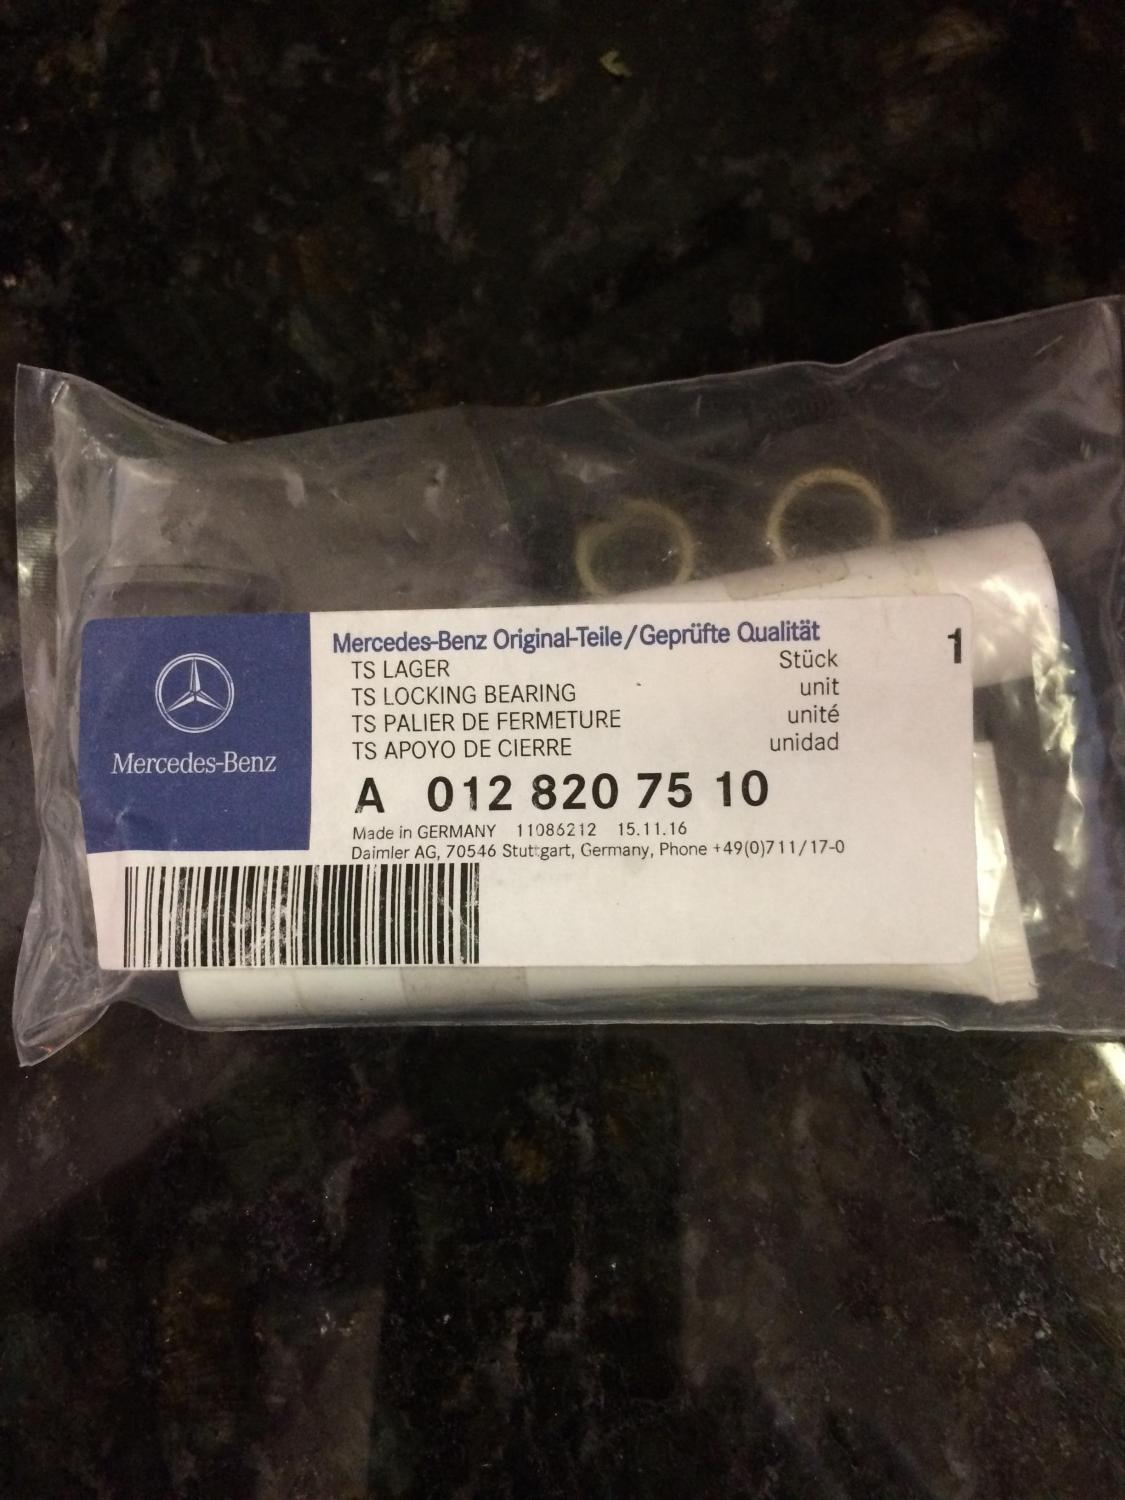 Mercedes-Benz Original-Teile/Geprüfte Qualität
TS LAGER Stück 1
TS LOCKING BEARING unit
TS PALIER DE FERMETURE unité
TS APOYO DE CIERRE unidad
Mercedes-Benz
A 012 820 75 10
Made in GERMANY 11086212 15.11.16
Daimler AG, 70546 Stuttgart, Germany, Phone +49(0)711/17-0